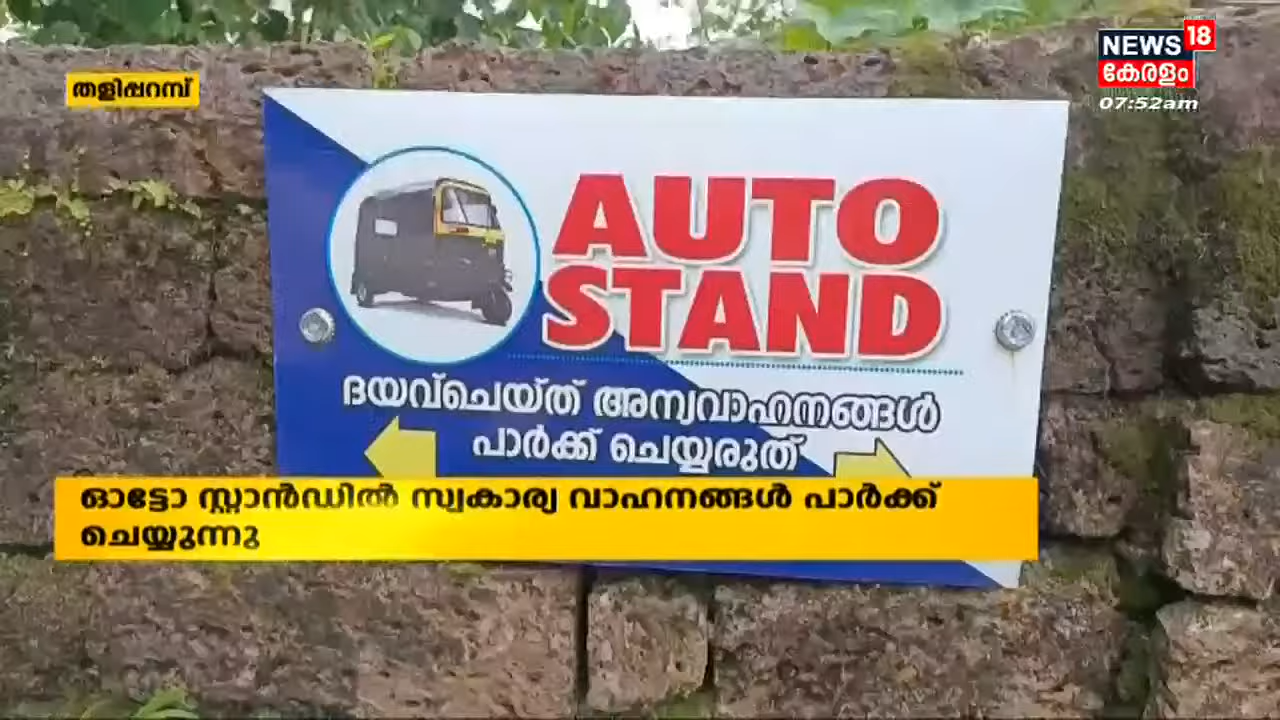 തളിപ്പറമ്പ്
NEWS 18
കേരളം
07:52am
AUTO
STAND
ദയവ്ചെയ്ത് അന്യവാഹനങ്ങൾ
പാർക്ക് ചെയ്യരുത്
ഓട്ടോ സ്റ്റാൻഡിൽ സ്വകാര്യ വാഹനങ്ങൾ പാർക്ക്
ചെയ്യുന്നു